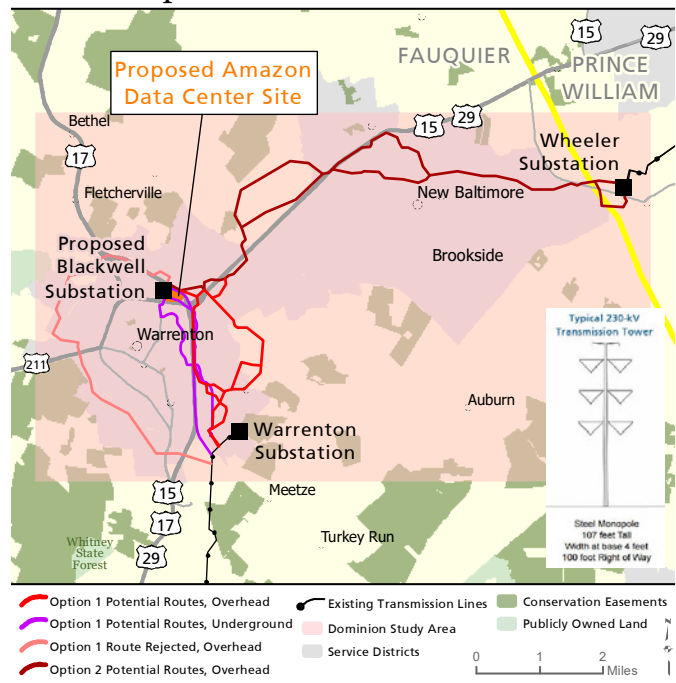 15
29
FAUQUIER
PRINCE
WILLIAM
Proposed Amazon
Data Center Site
Bethel
15
29
17
Wheeler
Substation
Fletcherville
New Baltimore
Proposed
Blackwell
Substation
Brookside
Warrenton
Typical 230-kV
Transmission Tower
211
Auburn
Warrenton
Substation
15
Meetze
17
Steel Monopole
107 feet Tall
Width at base 4 feet
100 foot Right of Way
Whitney
State
Forest
Turkey Run
29
Option 1 Potential Routes, Overhead
Existing Transmission Lines
Conservation Easements
Option 1 Potential Routes, Underground
Dominion Study Area
Publicly Owned Land
Option 1 Route Rejected, Overhead
Service Districts
Option 2 Potential Routes, Overhead
0 1 2
Miles